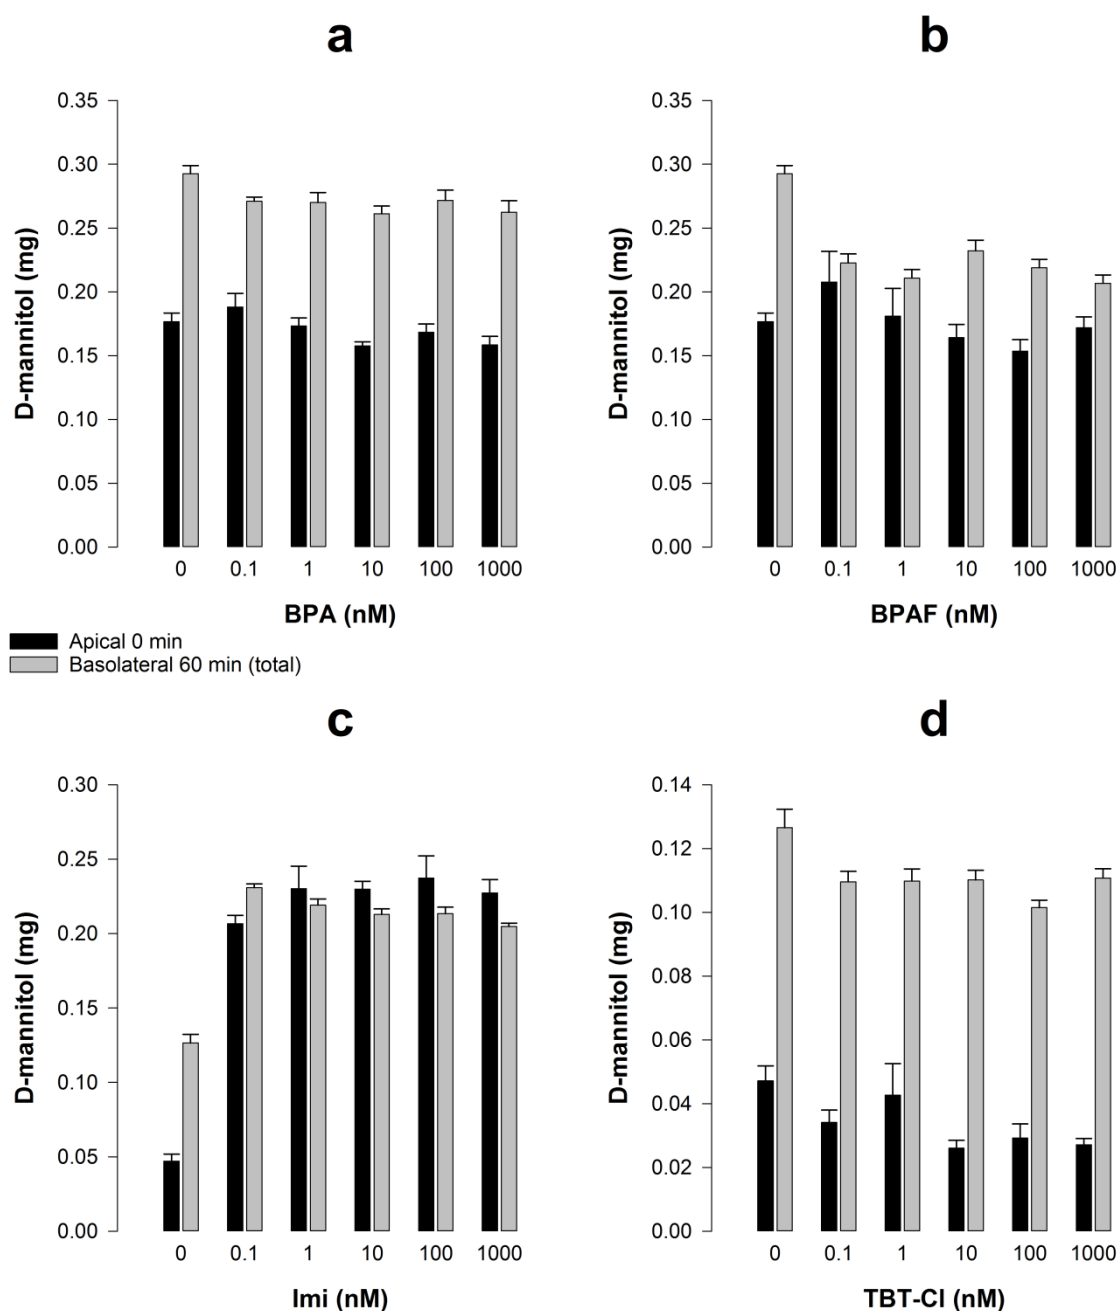 a
b
0.35
0.30
0.25
0.20
0.15
0.10
0.05
0.00
D-mannitol (mg)
0 0.1 1 10 100 1000
BPA (nM)
0.35
0.30
0.25
0.20
0.15
0.10
0.05
0.00
D-mannitol (mg)
0 0.1 1 10 100 1000
BPAF (nM)
Apical 0 min
Basolateral 60 min (total)
c
d
0.30
0.25
0.20
0.15
0.10
0.05
0.00
D-mannitol (mg)
0 0.1 1 10 100 1000
Imi (nM)
0.14
0.12
0.10
0.08
0.06
0.04
0.02
0.00
D-mannitol (mg)
0 0.1 1 10 100 1000
TBT-Cl (nM)